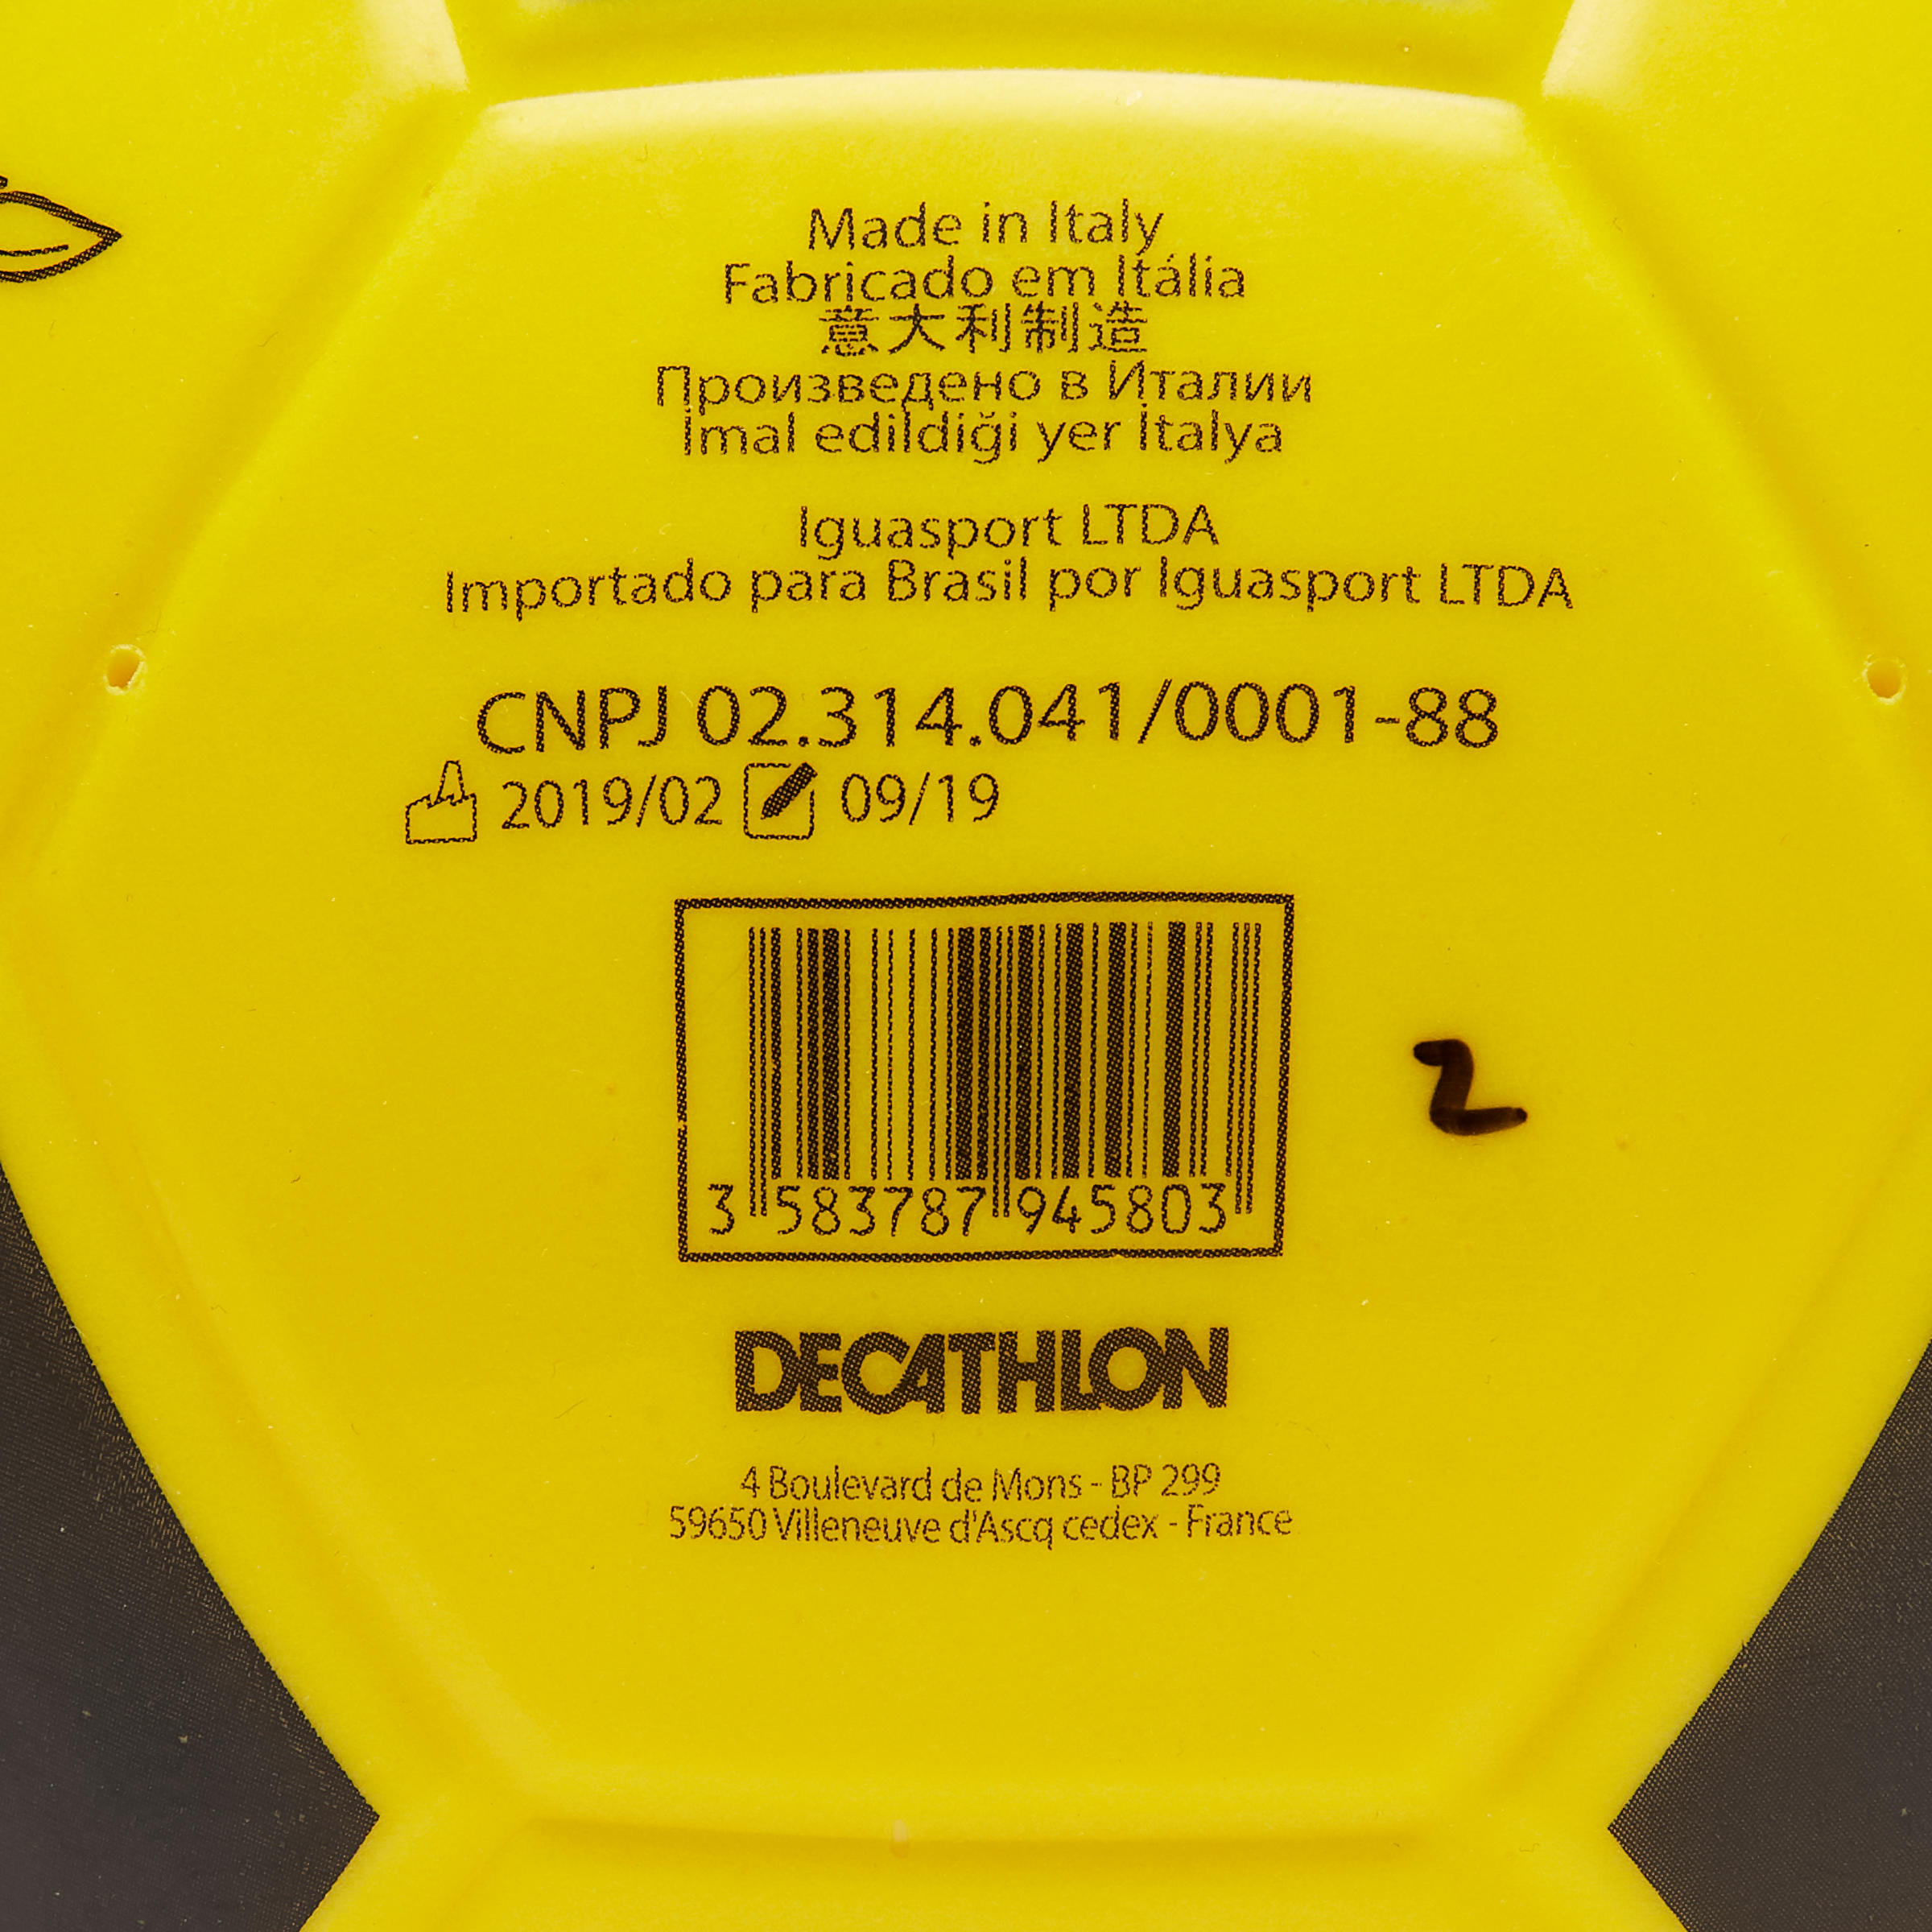 Made in Italy
Fabricado em Itália
意大利制造
Произведено в Италии
İmal edildiği yer İtalya
Iguasport LTDA
Importado para Brasil por Iguasport LTDA
CNPJ 02.314.041/0001-88
2019/02 09/19
3 583787 945803
2
DECATHLON
4 Boulevard de Mons - BP 299
59650 Villeneuve d'Ascq cedex - France